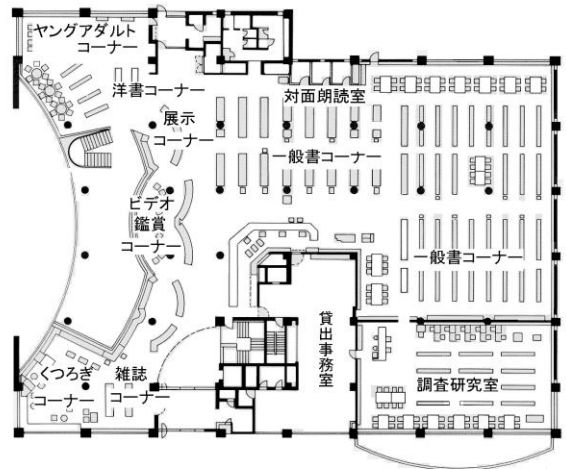 ヤングアダルト
コーナー
洋書コーナー
展示
コーナー
対面朗読室
一般書コーナー
ビデオ
鑑賞
コーナー
一般書コーナー
貸出事務室
くつろぎ
コーナー
雑誌
コーナー
調査研究室